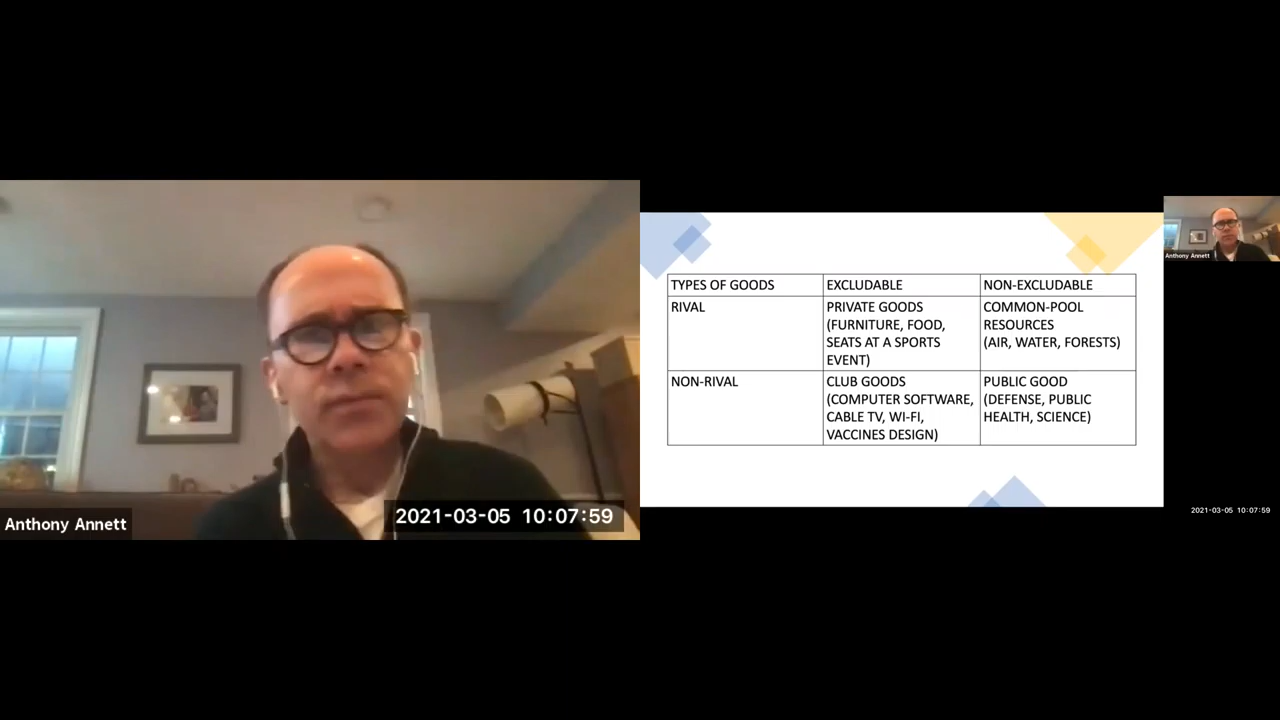 Anthony Annett
2021-03-05 10:07:59
TYPES OF GOODS
EXCLUDABLE
NON-EXCLUDABLE
RIVAL
PRIVATE GOODS
(FURNITURE, FOOD,
SEATS AT A SPORTS
EVENT)
COMMON-POOL
RESOURCES
(AIR, WATER, FORESTS)
NON-RIVAL
CLUB GOODS
(COMPUTER SOFTWARE,
CABLE TV, WI-FI,
VACCINES DESIGN)
PUBLIC GOOD
(DEFENSE, PUBLIC
HEALTH, SCIENCE)
Anthony Annett
2021-03-05 10:07:59